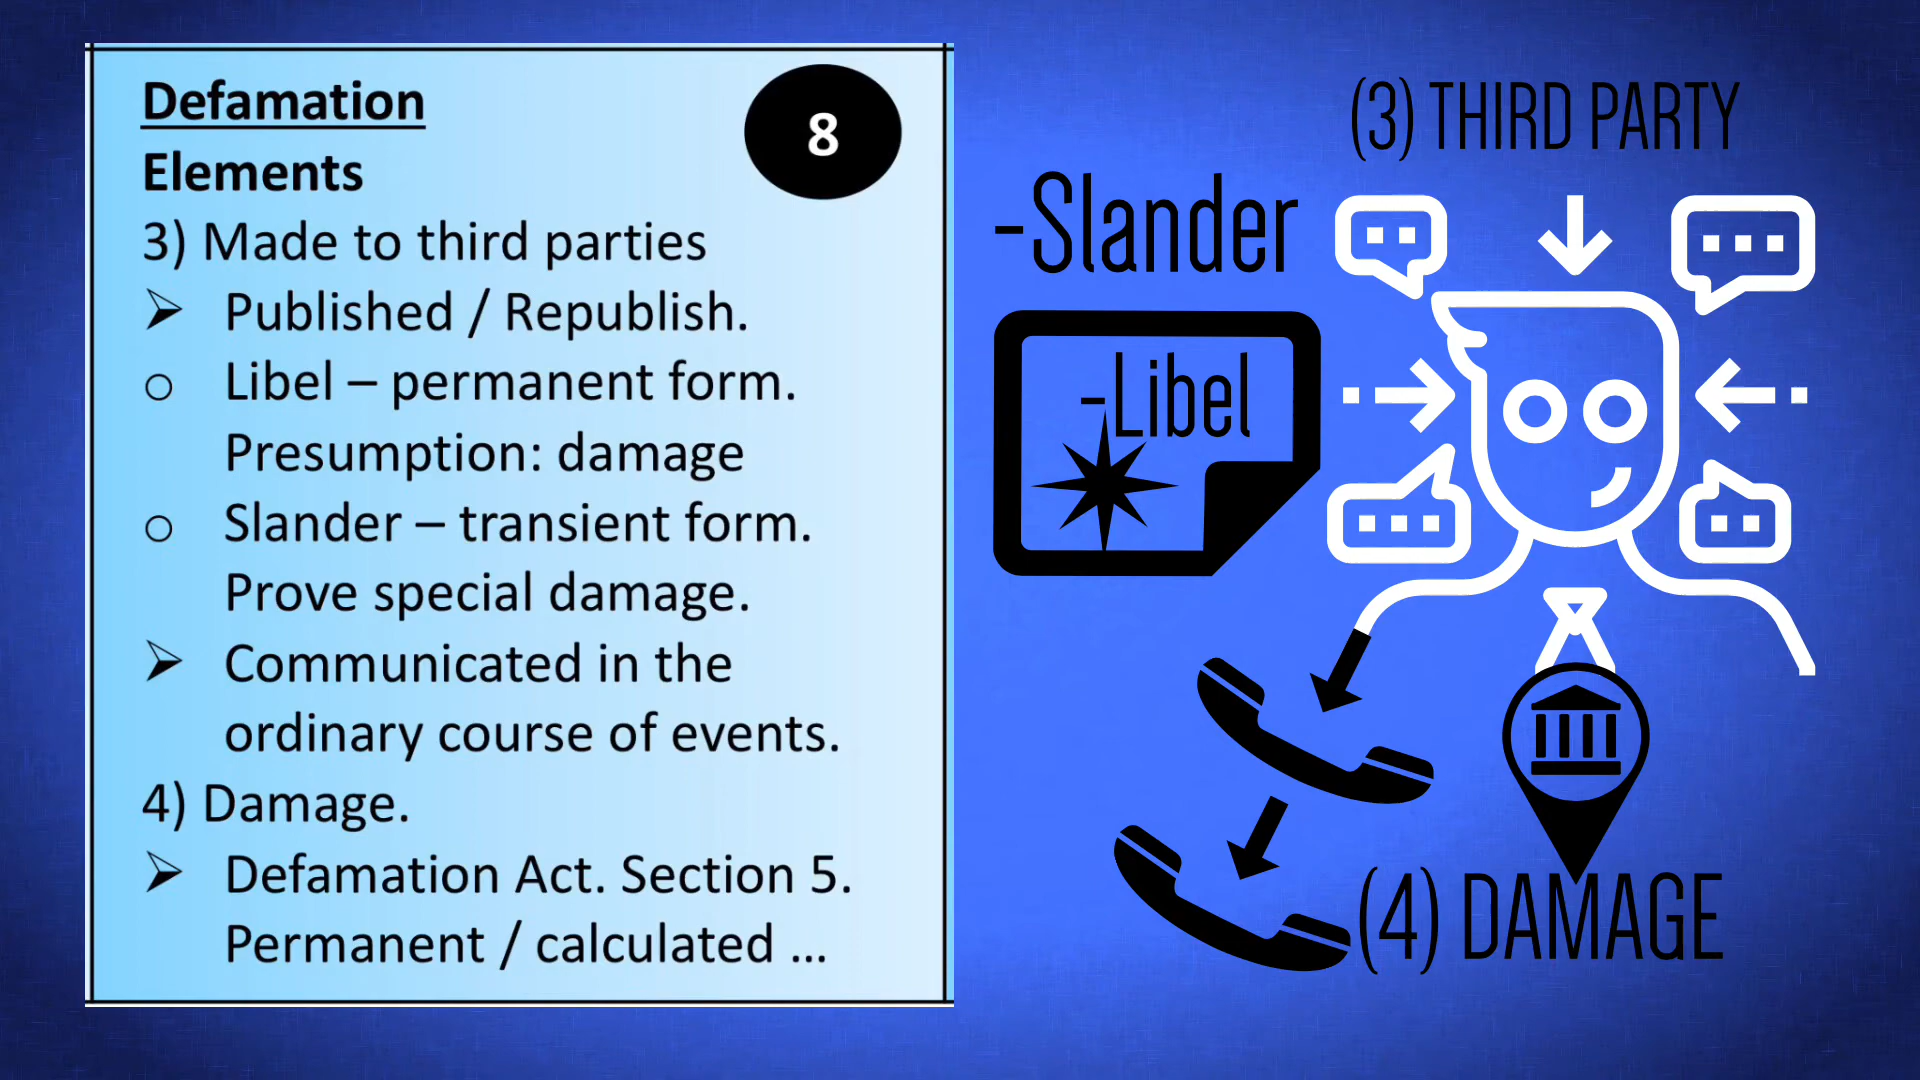 Defamation
8
Elements
3) Made to third parties
➢ Published / Republish.
o Libel – permanent form.
Presumption: damage
o Slander – transient form.
Prove special damage.
➢ Communicated in the
ordinary course of events.
4) Damage.
➢ Defamation Act. Section 5.
Permanent / calculated ...
(3) THIRD PARTY
-Slander
-Libel
(4) DAMAGE